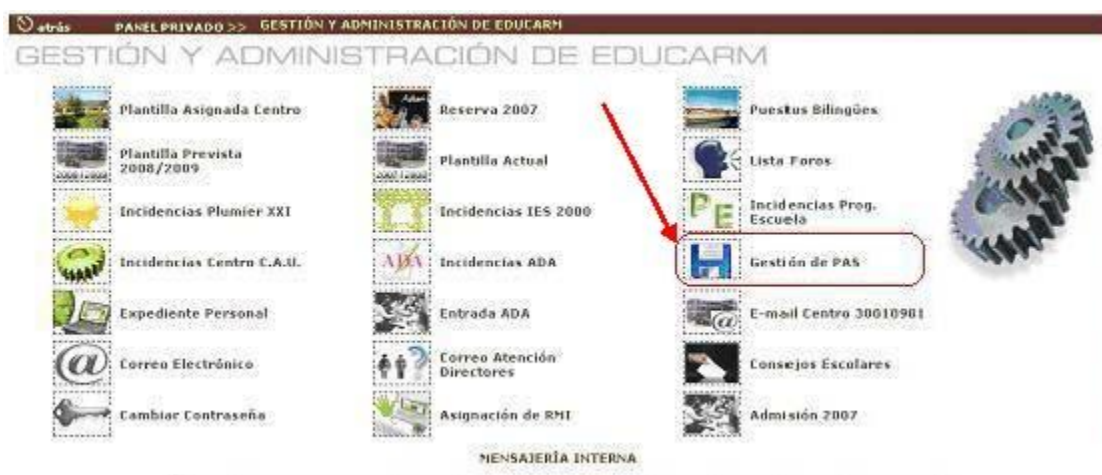 atrás PANEL PRIVADO >> GESTIÓN Y ADMINISTRACIÓN DE EDUCARM
GESTIÓN Y ADMINISTRACIÓN DE EDUCARM
Plantilla Asignada Centro
Reserva 2007
Puestos Bilingües
Plantilla Prevista
2008/2009
Plantilla Actual
Lista Foros
Incidencias Plumier XXI
Incidencias IES 2000
PE
Incidencias Prog.
Escuela
Incidencias Centro C.A.U.
ADA
Incidencias ADA
Gestión de PAS
Expediente Personal
Entrada ADA
@
E-mail Centro 30010981
@
Correo Electrónico
?
Correo Atención
Directores
Consejos Escolares
Cambiar Contraseña
Asignación de RMI
Admisión 2007
MENSAJERÍA INTERNA